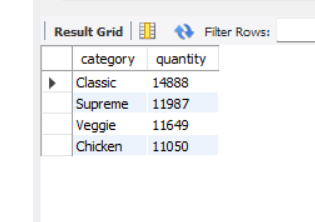 Result Grid Filter Rows:
category quantity
Classic 14888
Supreme 11987
Veggie 11649
Chicken 11050